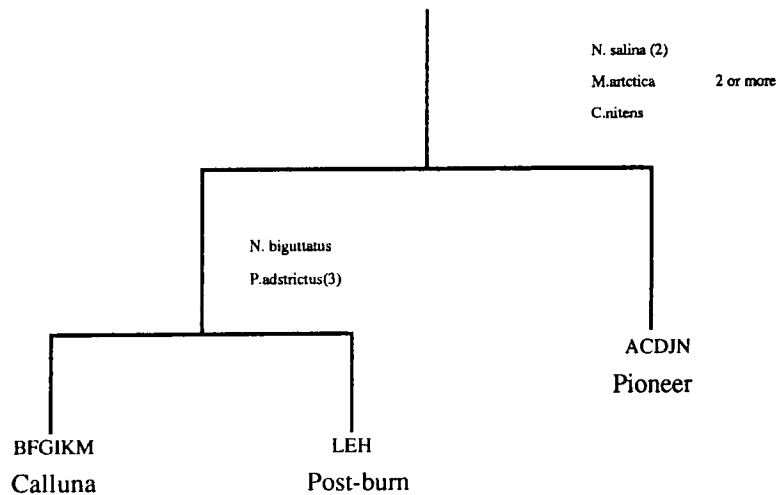 N. salina (2)
M.artctica 2 or more
C.nitens
N. biguttatus
P.adstrictus(3)
ACDJN
Pioneer
BFGIKM LEH
Calluna Post-burn